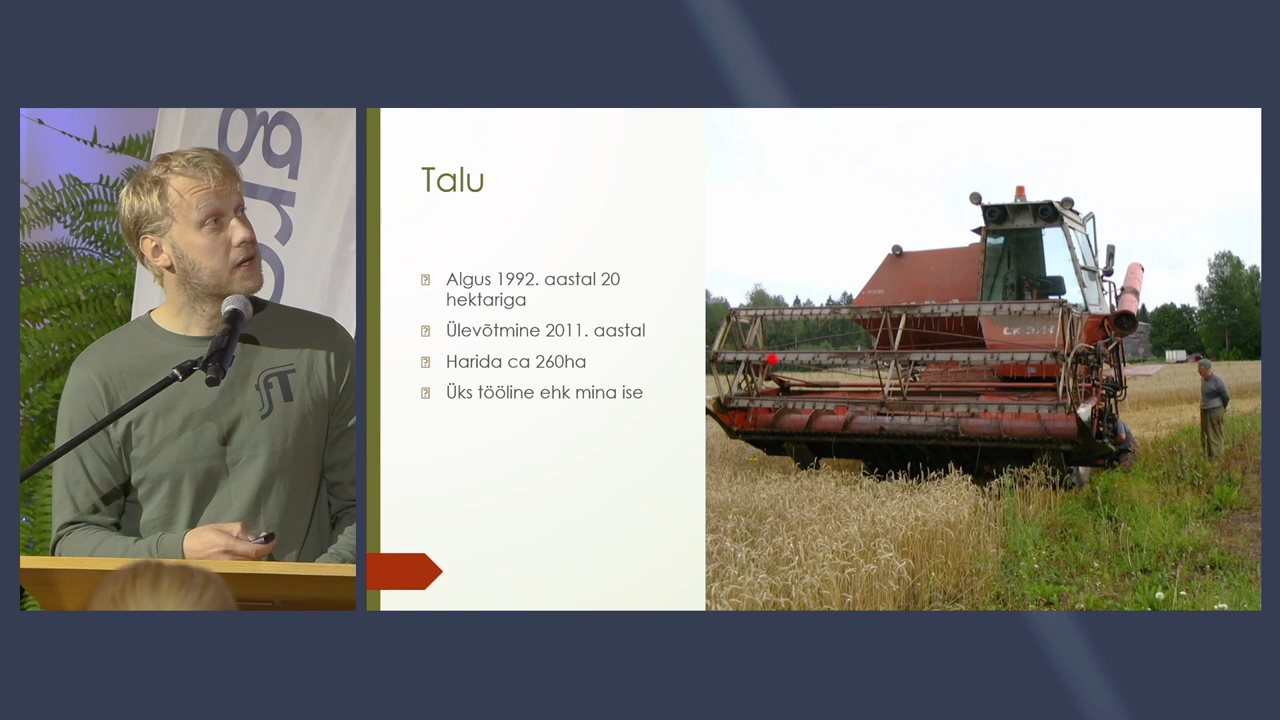 Talu
Algus 1992. aastal 20
hektariga
Ülevõtmine 2011. aastal
Harida ca 260ha
Üks tööline ehk mina ise